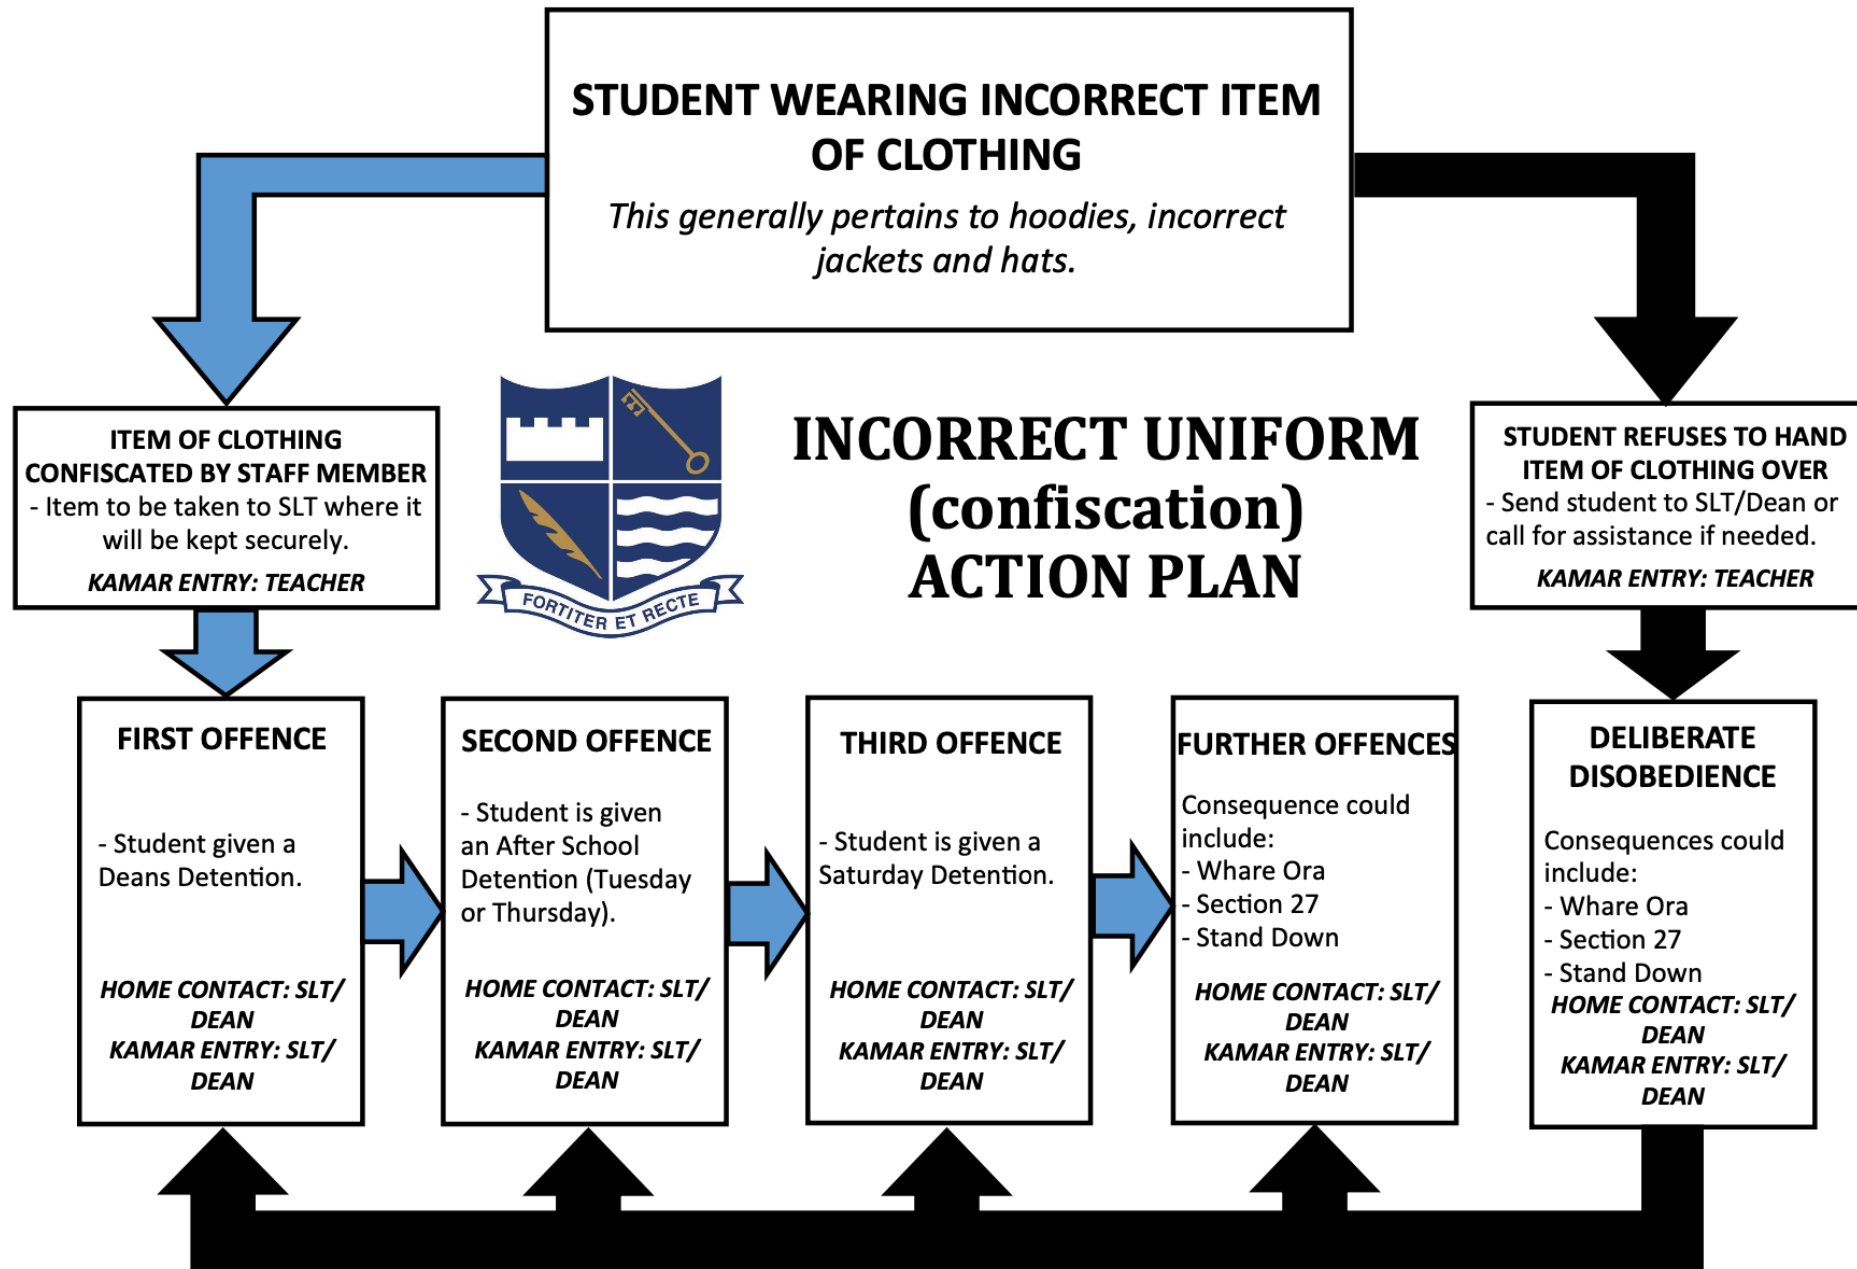 STUDENT WEARING INCORRECT ITEM
OF CLOTHING
This generally pertains to hoodies, incorrect
jackets and hats.
ITEM OF CLOTHING
CONFISCATED BY STAFF MEMBER
- Item to be taken to SLT where it
will be kept securely.
KAMAR ENTRY: TEACHER
FORTITER ET RECTE
INCORRECT UNIFORM
(confiscation)
ACTION PLAN
STUDENT REFUSES TO HAND
ITEM OF CLOTHING OVER
- Send student to SLT/Dean or
call for assistance if needed.
KAMAR ENTRY: TEACHER
FIRST OFFENCE
- Student given a
Deans Detention.
HOME CONTACT: SLT/
DEAN
KAMAR ENTRY: SLT/
DEAN
SECOND OFFENCE
- Student is given
an After School
Detention (Tuesday
or Thursday).
HOME CONTACT: SLT/
DEAN
KAMAR ENTRY: SLT/
DEAN
THIRD OFFENCE
- Student is given a
Saturday Detention.
HOME CONTACT: SLT/
DEAN
KAMAR ENTRY: SLT/
DEAN
FURTHER OFFENCES
Consequence could
include:
- Whare Ora
- Section 27
- Stand Down
HOME CONTACT: SLT/
DEAN
KAMAR ENTRY: SLT/
DEAN
DELIBERATE
DISOBEDIENCE
Consequences could
include:
- Whare Ora
- Section 27
- Stand Down
HOME CONTACT: SLT/
DEAN
KAMAR ENTRY: SLT/
DEAN